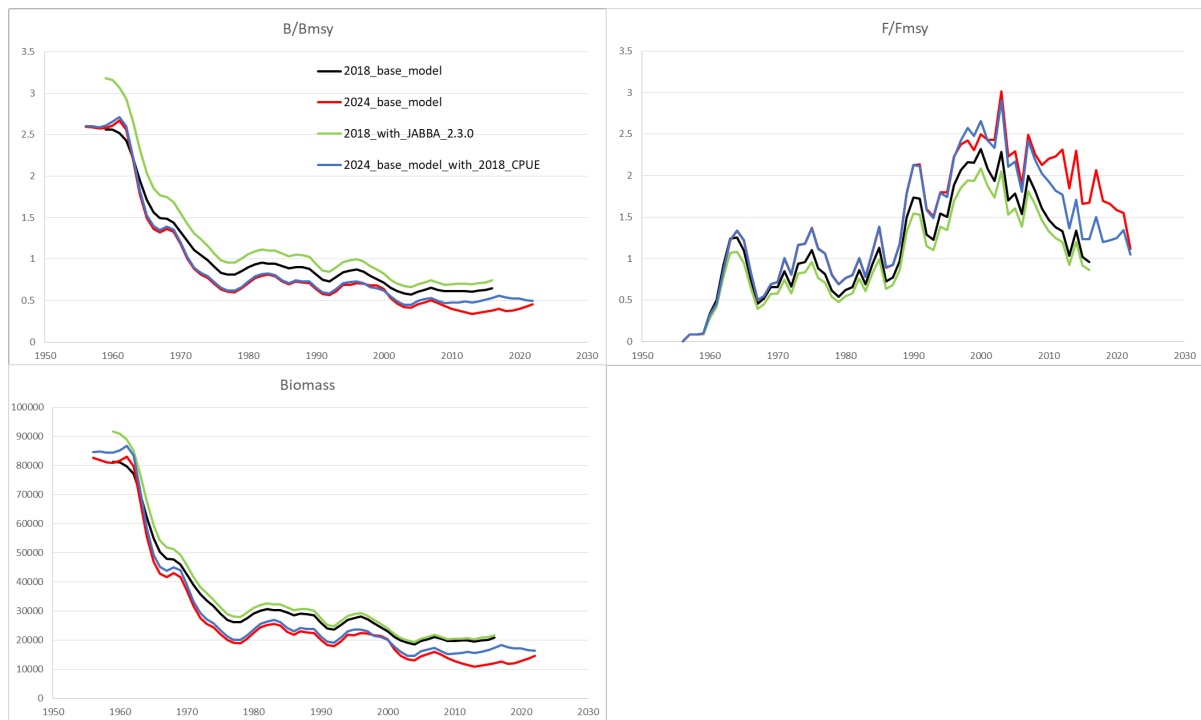 B/Bmsy
3.5
3
2.5
2
1.5
1
0.5
0
1950 1960 1970 1980 1990 2000 2010 2020 2030
2018_base_model
2024_base_model
2018_with_JABBA_2.3.0
2024_base_model_with_2018_CPUE
F/Fmsy
3.5
3
2.5
2
1.5
1
0.5
0
1950 1960 1970 1980 1990 2000 2010 2020 2030
Biomass
100000
90000
80000
70000
60000
50000
40000
30000
20000
10000
0
1950 1960 1970 1980 1990 2000 2010 2020 2030